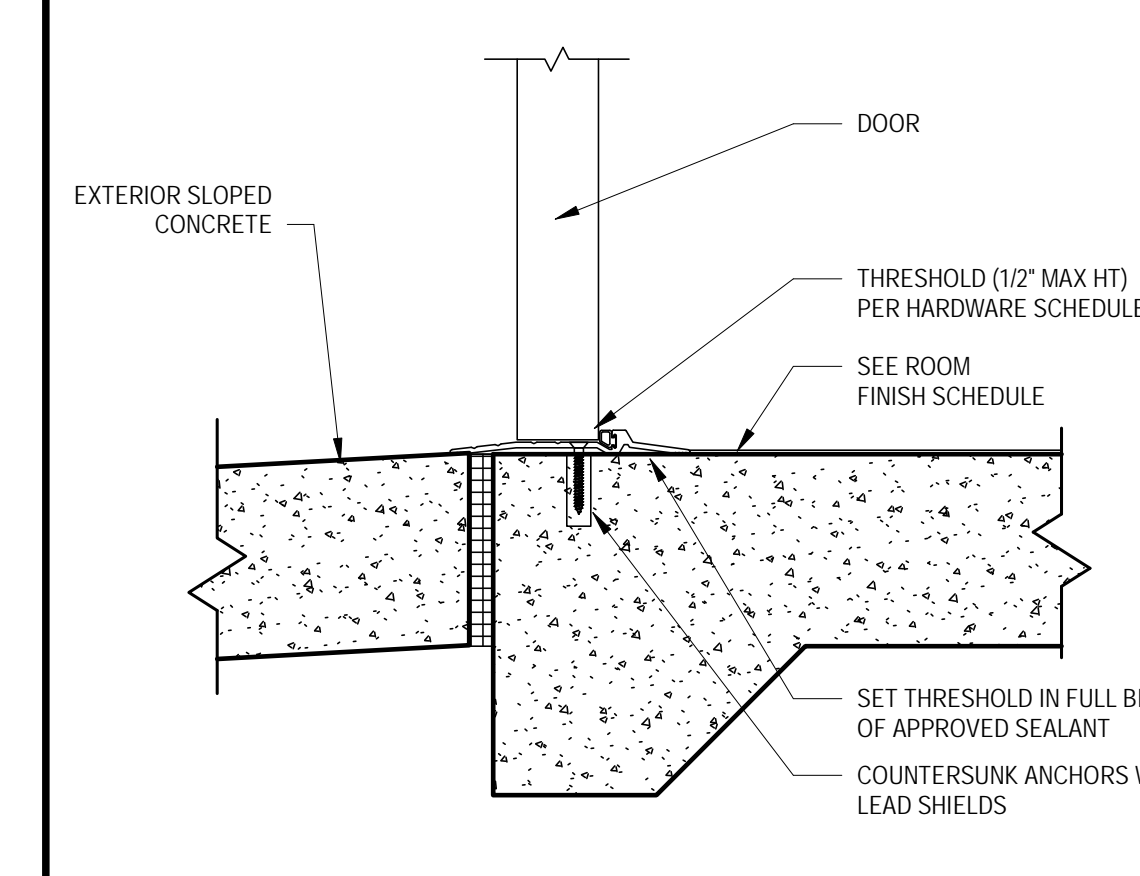 DOOR
EXTERIOR SLOPED
CONCRETE
THRESHOLD (1/2" MAX HT)
PER HARDWARE SCHEDULE
SEE ROOM
FINISH SCHEDULE
SET THRESHOLD IN FULL
OF APPROVED SEALANT
COUNTERSUNK ANCHORS
LEAD SHIELDS